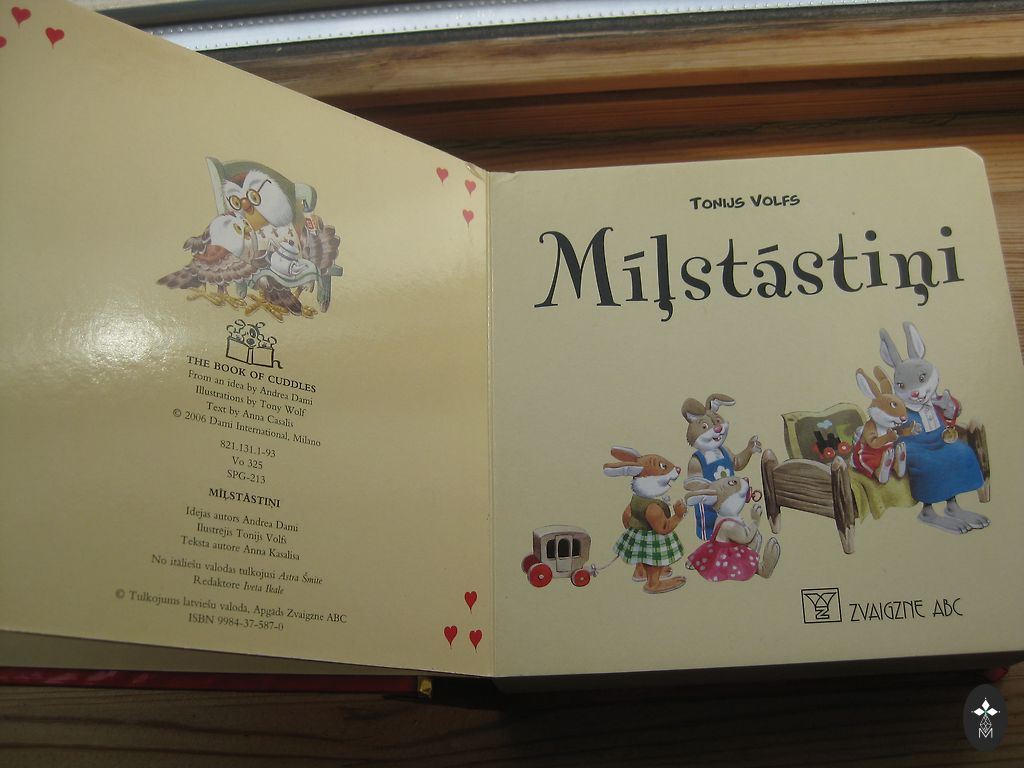 THE BOOK OF CUDDLES
From an idea by Andrea Dami
Illustrations by Tony Wolf
Text by Anna Casalis
© 2006 Dami International, Milano
821.131.1-93
Vo 325
SPG-213
MĪĻSTĀSTIŅI
Idejas autors Andrea Dami
Ilustrējis Tonijs Volfs
Teksta autore Anna Kasalisa
No itāliešu valodas tulkojusi Astra Šmite
Redaktore Iveta Ikale
© Tulkojums latviešu valodā, Apgāds Zvaigzne ABC
ISBN 9984-37-587-0
TONIJS VOLFS
Mīļstāstiņi
ZVAIGZNE ABC
M